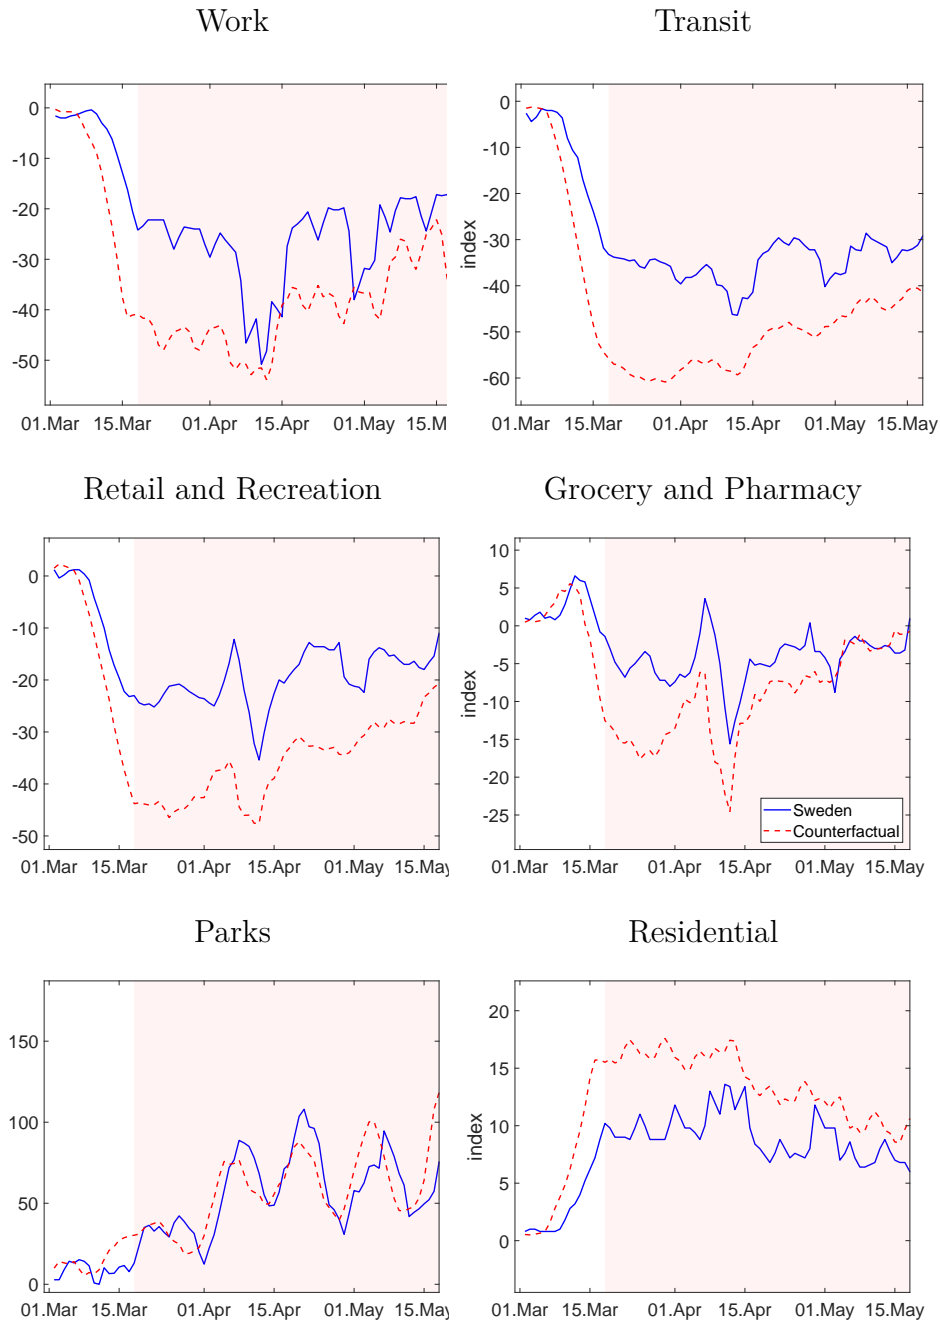 Work
Transit
0
-10
-20
-30
-40
-50
01.Mar 15.Mar 01.Apr 15.Apr 01.May 15.M
index
0
-10
-20
-30
-40
-50
-60
01.Mar 15.Mar 01.Apr 15.Apr 01.May 15.May
Retail and Recreation
Grocery and Pharmacy
0
-10
-20
-30
-40
-50
01.Mar 15.Mar 01.Apr 15.Apr 01.May 15.May
index
10
5
0
-5
-10
-15
-20
-25
Sweden
Counterfactual
01.Mar 15.Mar 01.Apr 15.Apr 01.May 15.May
Parks
Residential
150
100
50
0
01.Mar 15.Mar 01.Apr 15.Apr 01.May 15.May
index
20
15
10
5
0
01.Mar 15.Mar 01.Apr 15.Apr 01.May 15.May